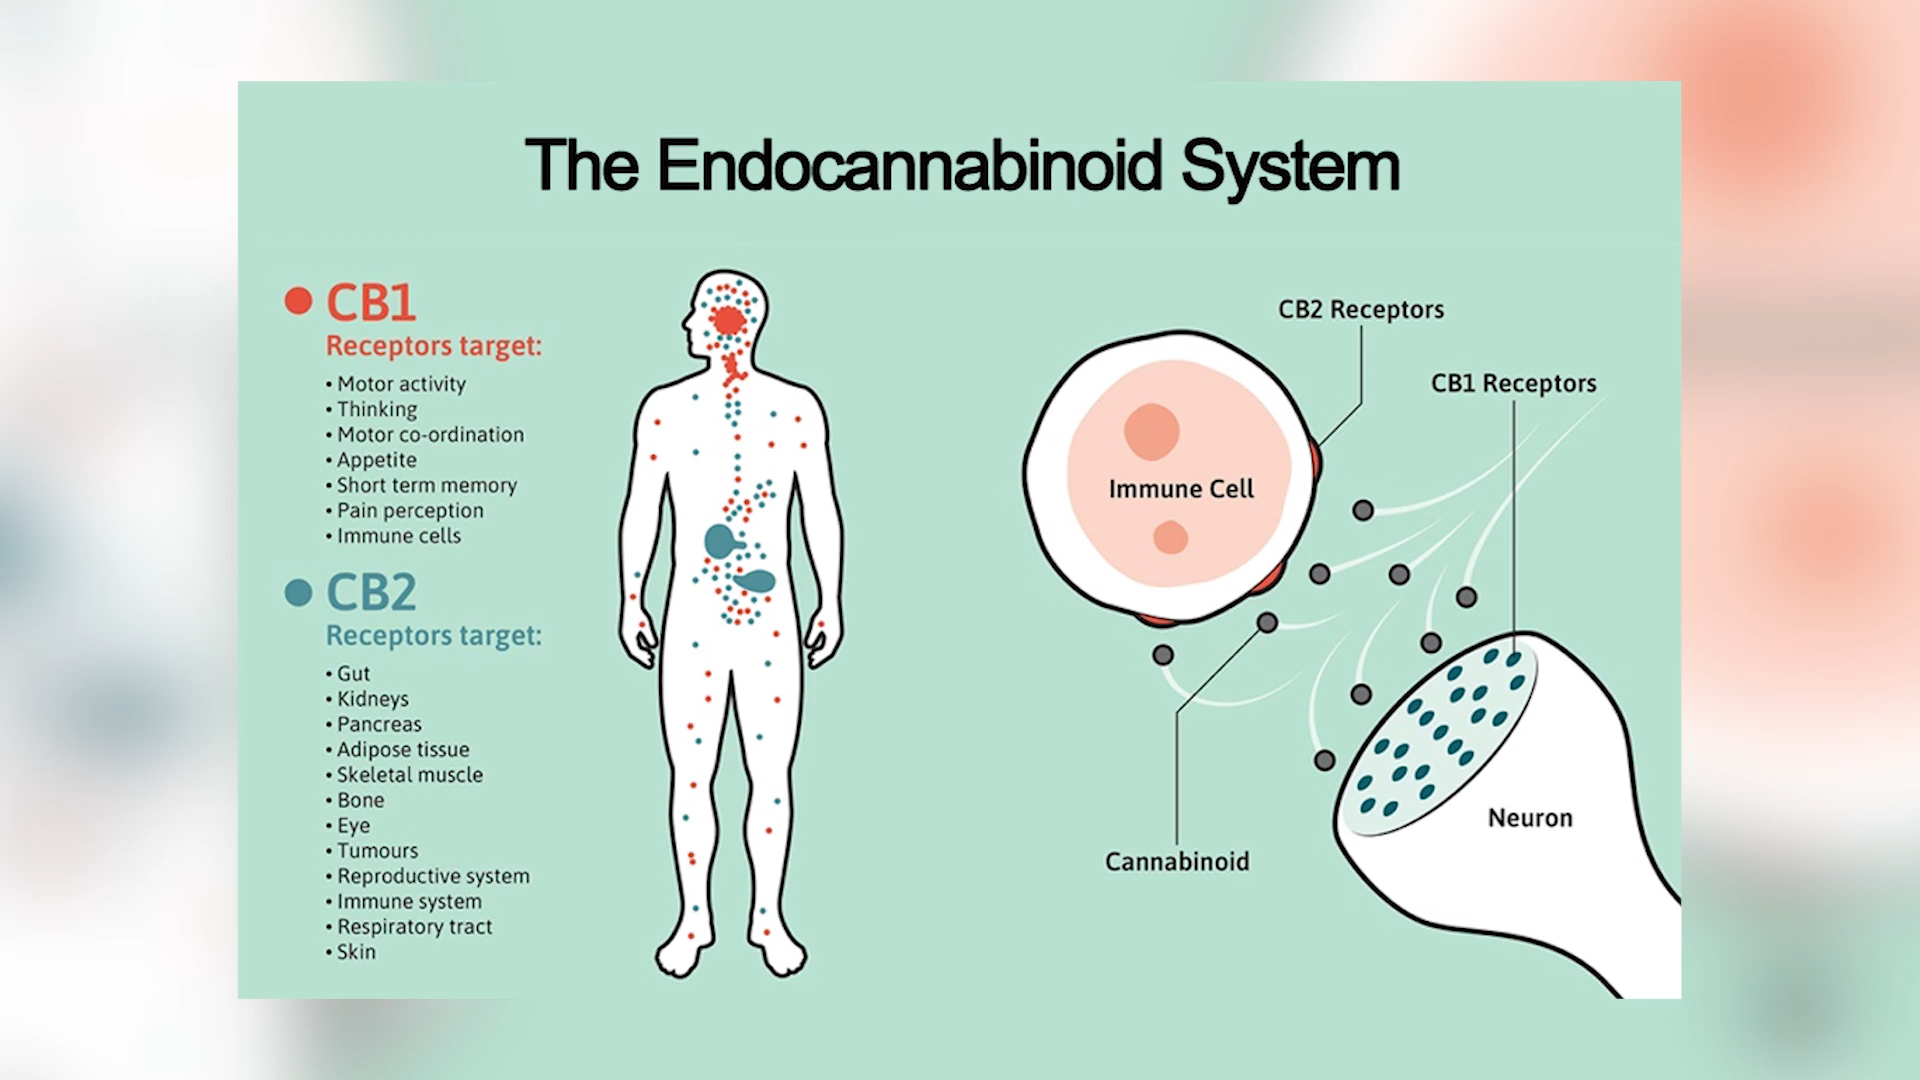 The Endocannabinoid System
CB1
Receptors target:
• Motor activity
• Thinking
• Motor co-ordination
• Appetite
• Short term memory
• Pain perception
• Immune cells
CB2
Receptors target:
• Gut
• Kidneys
• Pancreas
• Adipose tissue
• Skeletal muscle
• Bone
• Eye
• Tumours
• Reproductive system
• Immune system
• Respiratory tract
• Skin
CB2 Receptors
CB1 Receptors
Immune Cell
Neuron
Cannabinoid